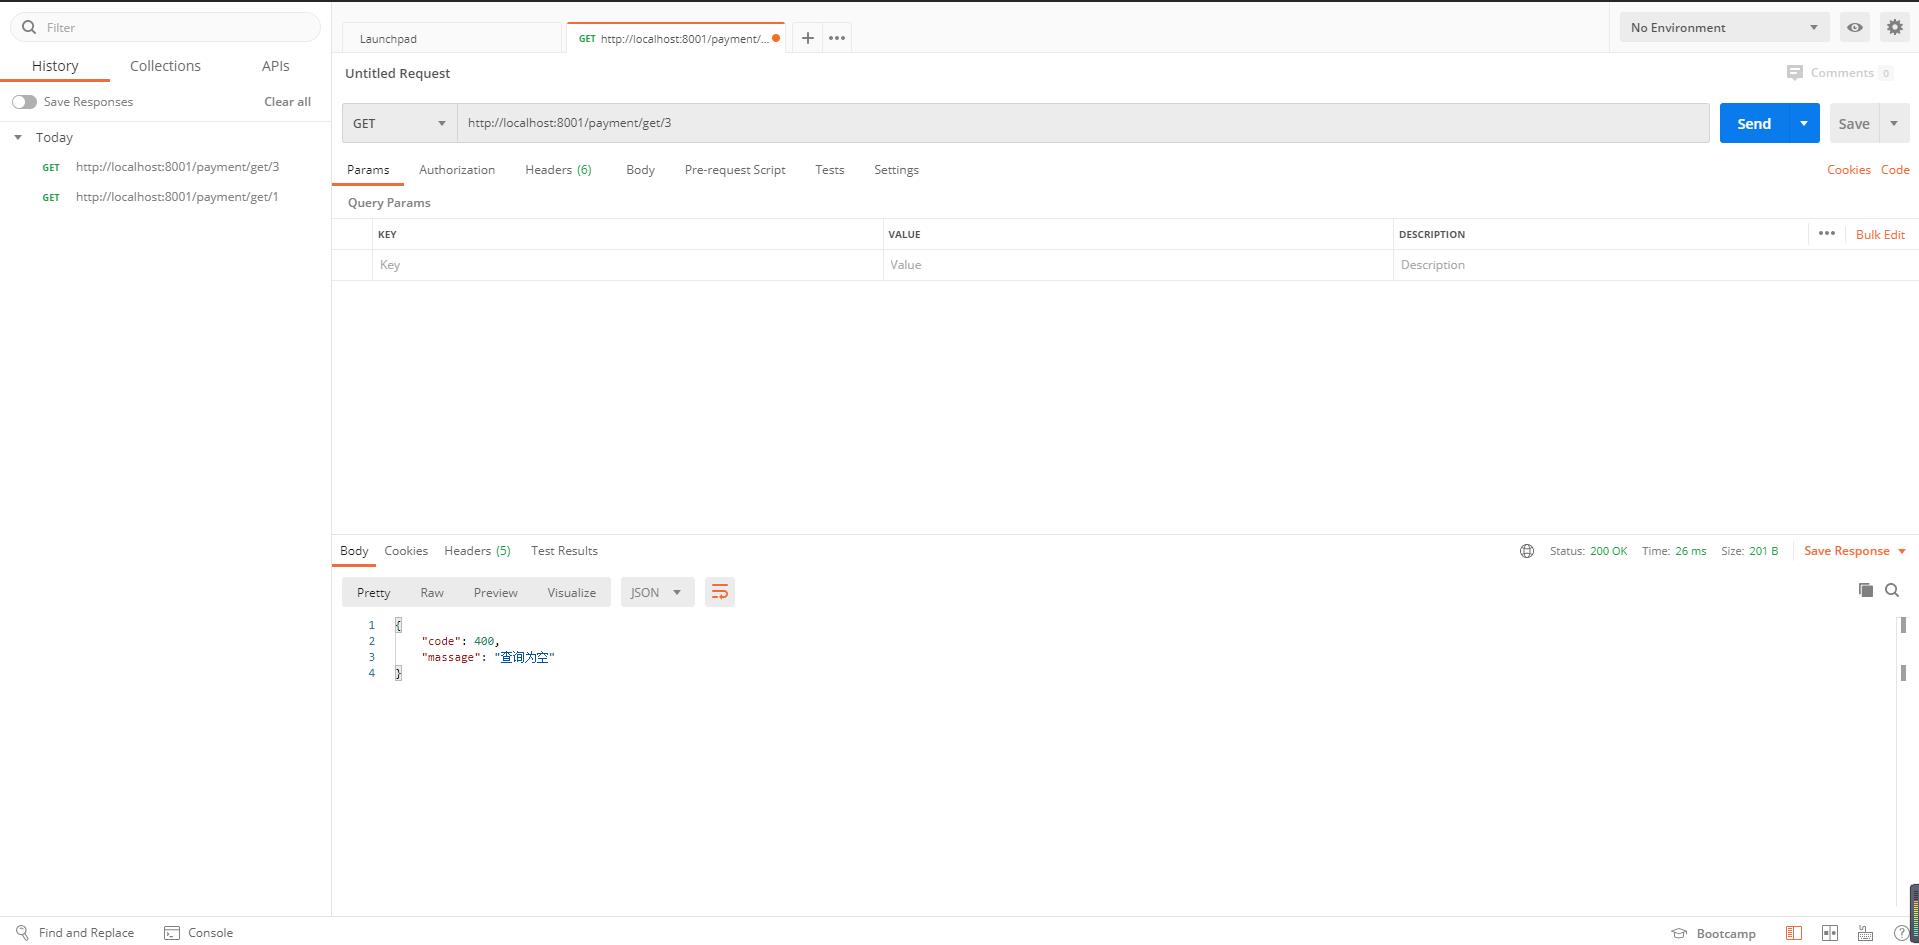 Filter
History Collections APIs
Save Responses Clear all
Today
GET http://localhost:8001/payment/get/3
GET http://localhost:8001/payment/get/1
Launchpad GET http://localhost:8001/payment/...
No Environment
Untitled Request
Comments 0
GET http://localhost:8001/payment/get/3 Send Save
Params Authorization Headers (6) Body Pre-request Script Tests Settings Cookies Code
Query Params
KEY VALUE DESCRIPTION Bulk Edit
Key Value Description
Body Cookies Headers (5) Test Results Status: 200 OK Time: 26 ms Size: 201 B Save Response
Pretty Raw Preview Visualize JSON
1 {
2 "code": 400,
3 "massage": "查询为空"
4 }
Find and Replace Console Bootcamp